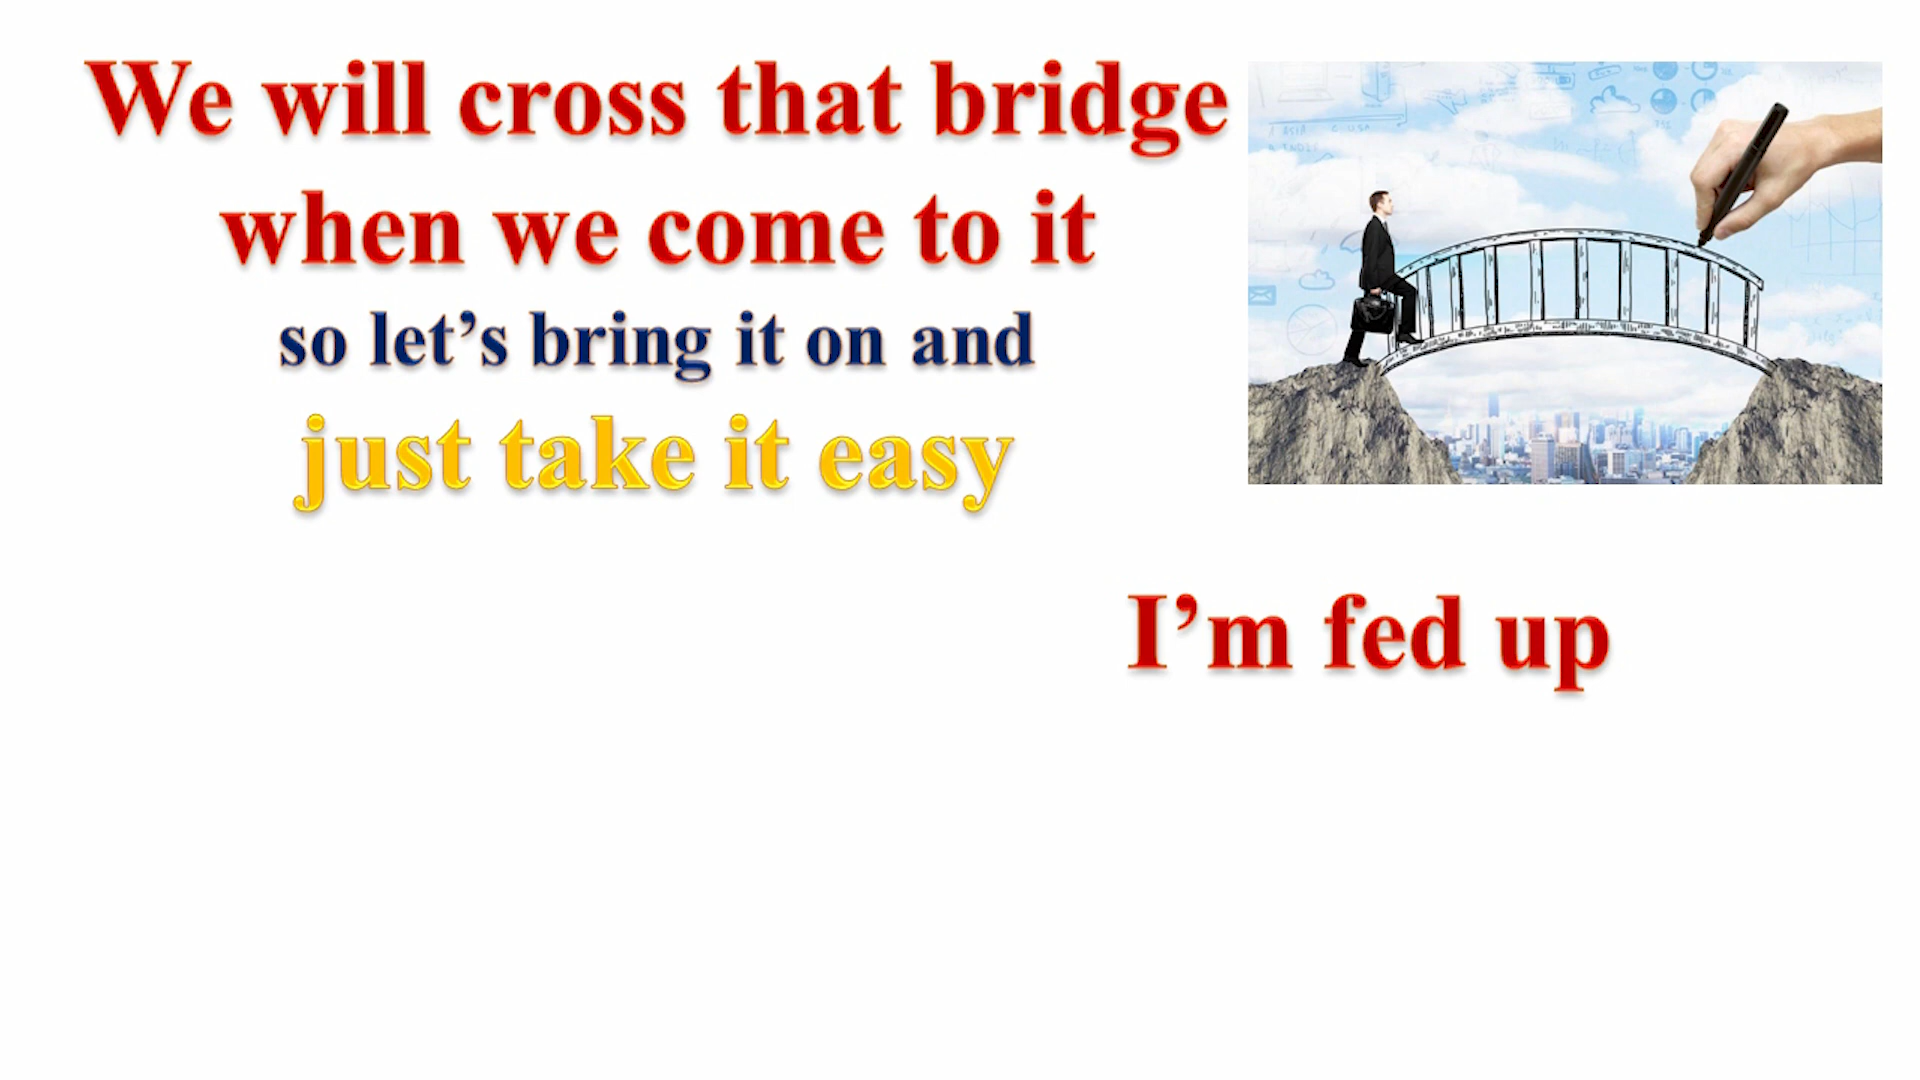 We will cross that bridge
when we come to it
so let’s bring it on and
just take it easy
I’m fed up